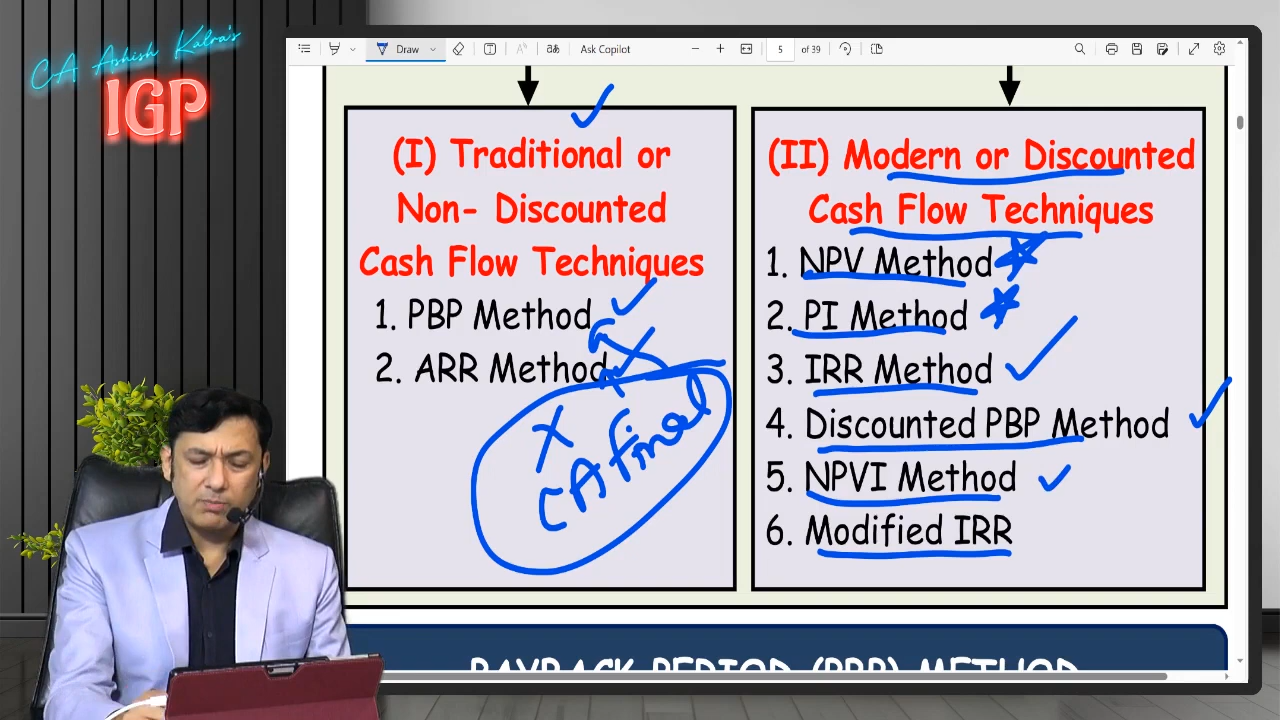 CA Ashish Kalra's
IGP
Draw
Ask Copilot
5 of 39
(I) Traditional or
Non- Discounted
Cash Flow Techniques
1. PBP Method
2. ARR Method
X
CA final
(II) Modern or Discounted
Cash Flow Techniques
1. NPV Method
2. PI Method
3. IRR Method
4. Discounted PBP Method
5. NPVI Method
6. Modified IRR
PAYBACK PERIOD (PBP) METHOD